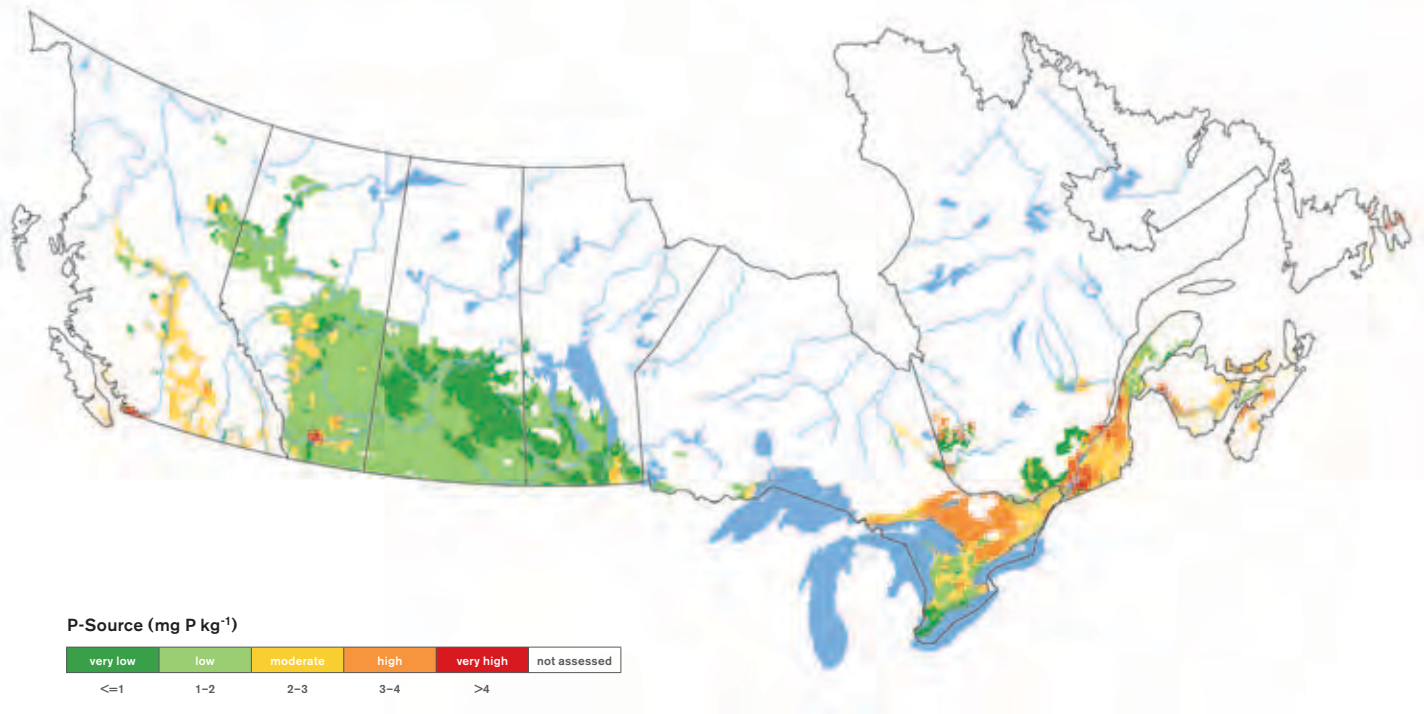 P-Source (mg P kg-1)
very low low moderate high very high not assessed
<=1 1–2 2–3 3–4 >4